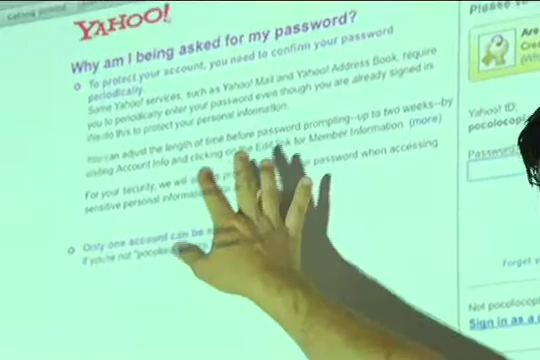 YAHOO!
Why am I being asked for my password?
To protect your account, you need to confirm your password
periodically.
Some Yahoo! services, such as Yahoo! Mail and Yahoo! Address Book, require
you to periodically enter your password even though you are already signed in.
We do this to protect your personal information.
You can adjust the length of time before password prompting--up to two weeks--by
visiting Account Info and clicking on the Edit link for Member Information. (more)
For your security, we will password when accessing
sensitive personal
Only one account can be
If you're not
Please
Are
Yahoo! ID:
Password
Forget
Not
Sign in as a